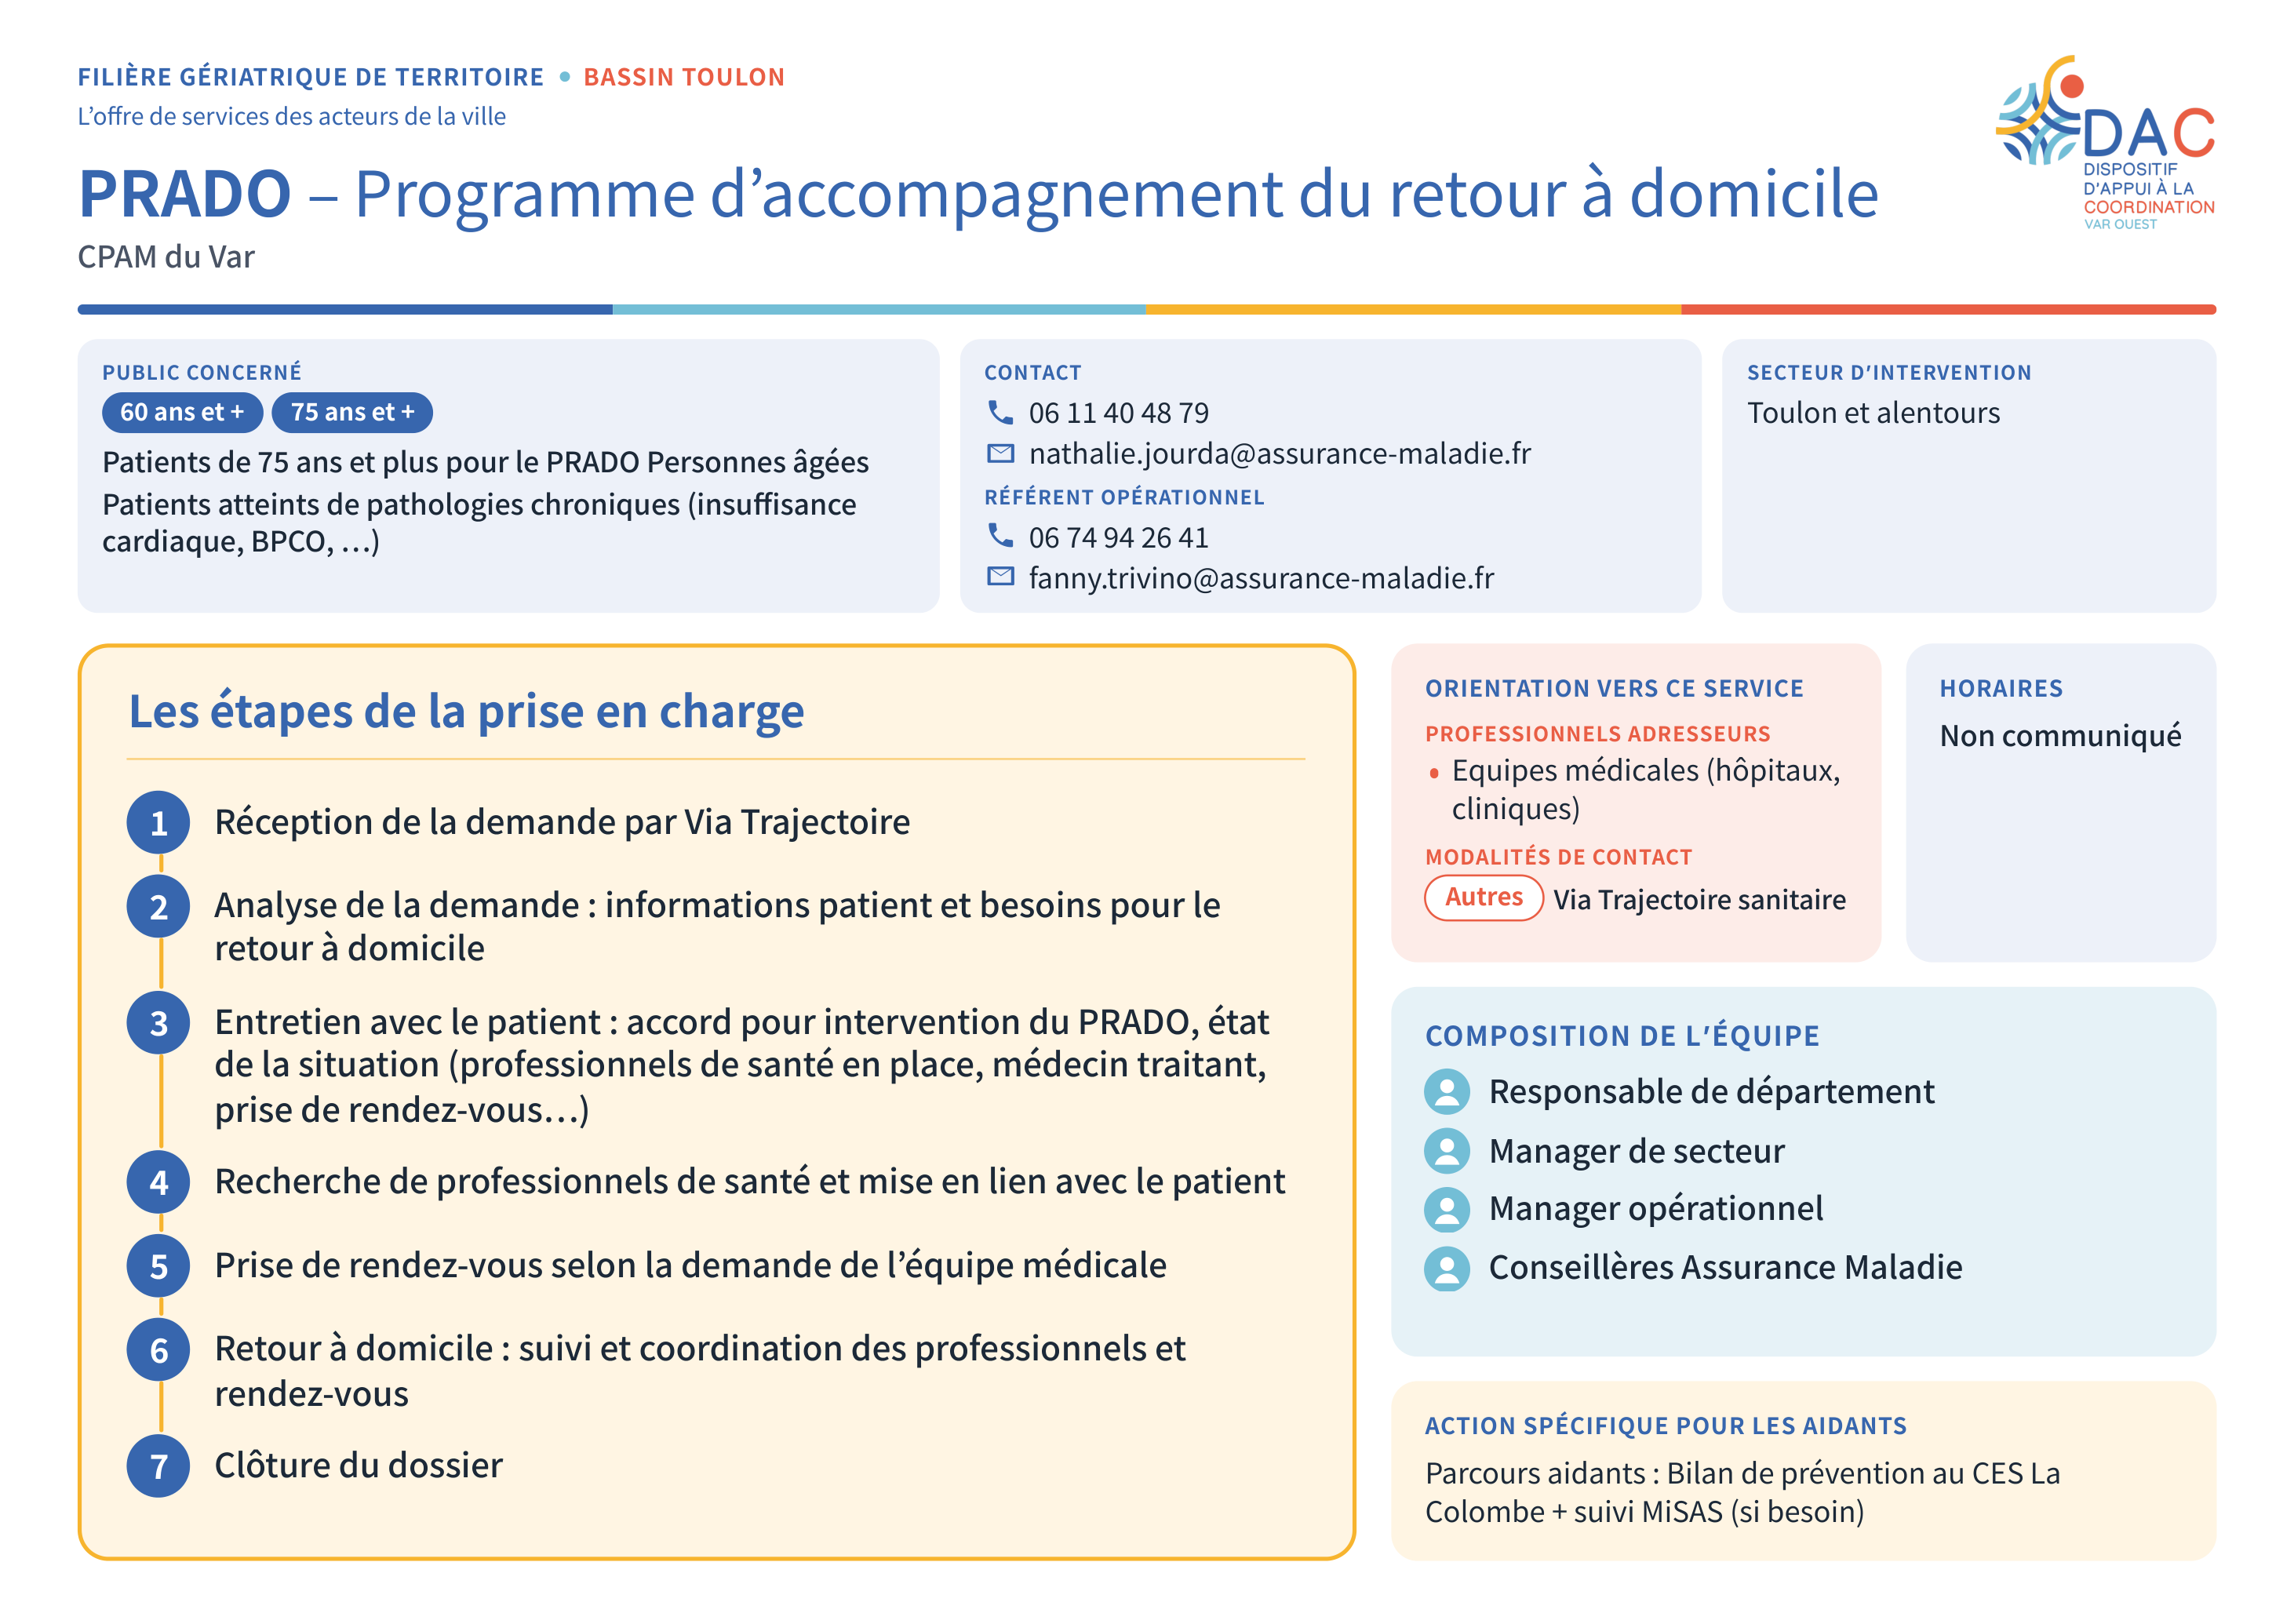 FILIÈRE GÉRIATRIQUE DE TERRITOIRE • BASSIN TOULON
L’offre de services des acteurs de la ville
PRADO – Programme d’accompagnement du retour à domicile
CPAM du Var
DAC
DISPOSITIF
D’APPUI À LA
COORDINATION
VAR OUEST
PUBLIC CONCERNÉ
60 ans et +
75 ans et +
Patients de 75 ans et plus pour le PRADO Personnes âgées
Patients atteints de pathologies chroniques (insuffisance
cardiaque, BPCO, …)
CONTACT
06 11 40 48 79
nathalie.jourda@assurance-maladie.fr
RÉFÉRENT OPÉRATIONNEL
06 74 94 26 41
fanny.trivino@assurance-maladie.fr
SECTEUR D’INTERVENTION
Toulon et alentours
Les étapes de la prise en charge
1 Réception de la demande par Via Trajectoire
2 Analyse de la demande : informations patient et besoins pour le
retour à domicile
3 Entretien avec le patient : accord pour intervention du PRADO, état
de la situation (professionnels de santé en place, médecin traitant,
prise de rendez-vous…)
4 Recherche de professionnels de santé et mise en lien avec le patient
5 Prise de rendez-vous selon la demande de l’équipe médicale
6 Retour à domicile : suivi et coordination des professionnels et
rendez-vous
7 Clôture du dossier
ORIENTATION VERS CE SERVICE
PROFESSIONNELS ADRESSEURS
• Equipes médicales (hôpitaux,
cliniques)
MODALITÉS DE CONTACT
Autres Via Trajectoire sanitaire
HORAIRES
Non communiqué
COMPOSITION DE L’ÉQUIPE
Responsable de département
Manager de secteur
Manager opérationnel
Conseillères Assurance Maladie
ACTION SPÉCIFIQUE POUR LES AIDANTS
Parcours aidants : Bilan de prévention au CES La
Colombe + suivi MiSAS (si besoin)